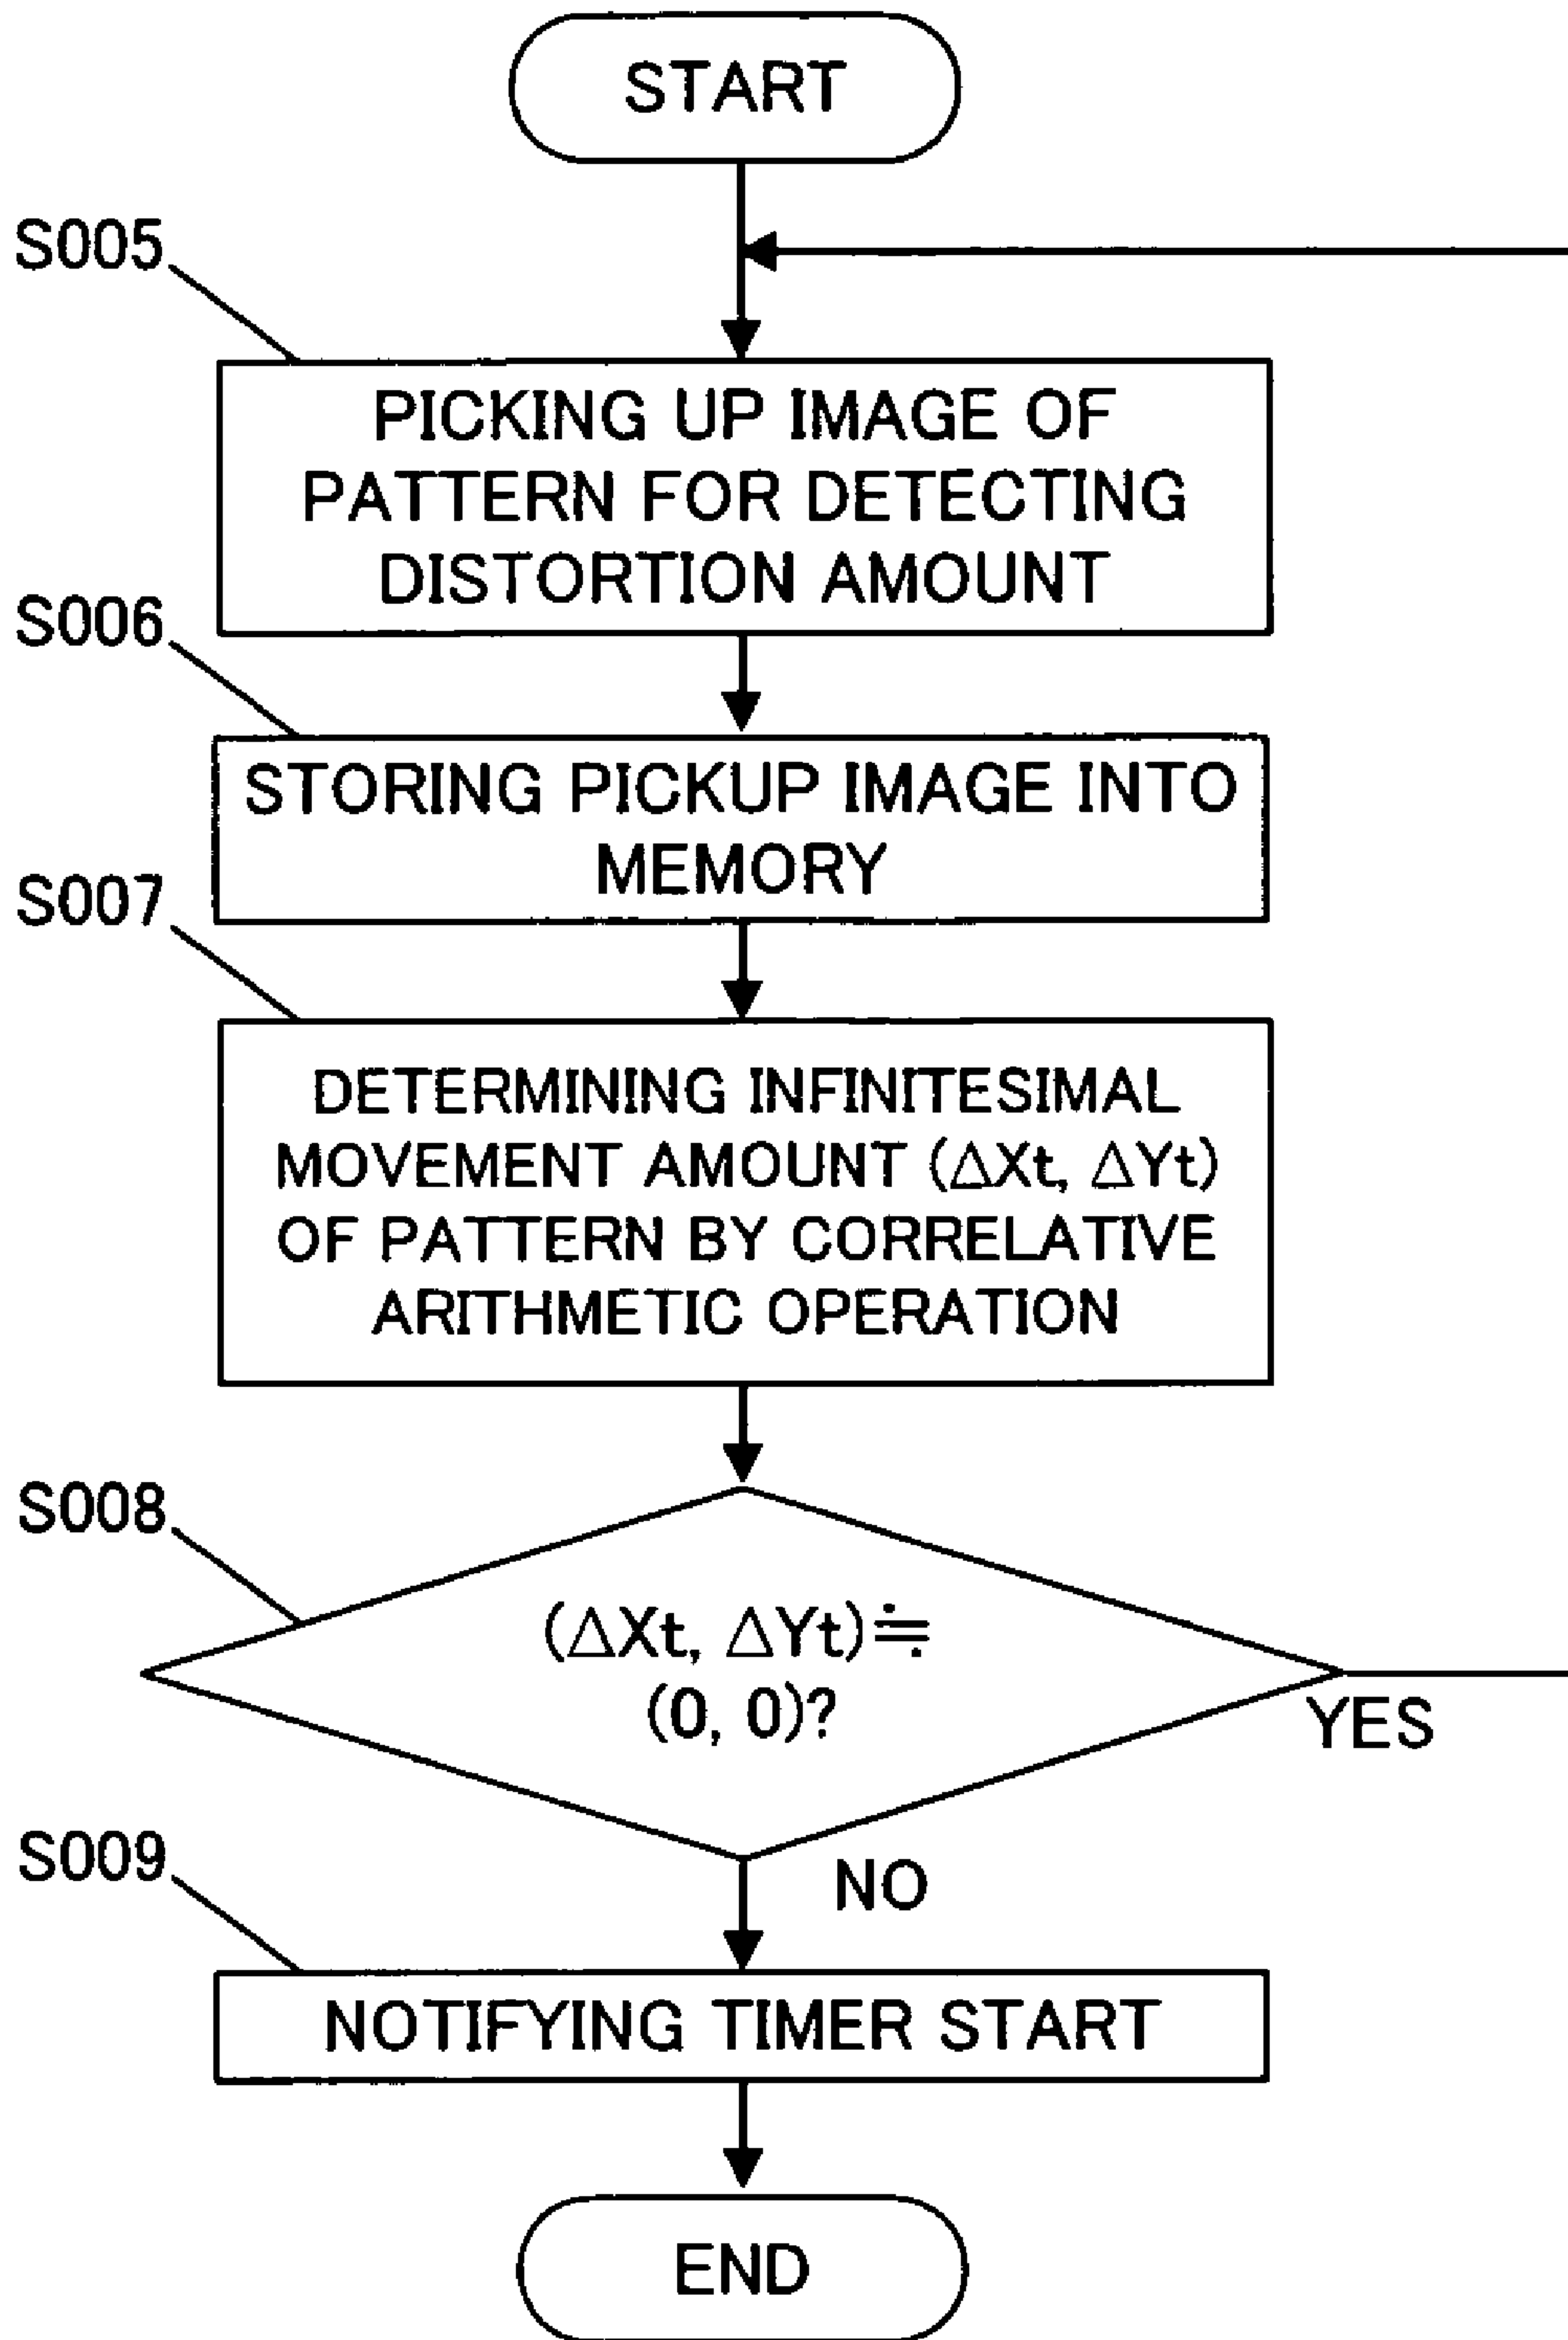 START
S005
PICKING UP IMAGE OF
PATTERN FOR DETECTING
DISTORTION AMOUNT
S006
STORING PICKUP IMAGE INTO
MEMORY
S007
DETERMINING INFINITESIMAL
MOVEMENT AMOUNT (ΔXt, ΔYt)
OF PATTERN BY CORRELATIVE
ARITHMETIC OPERATION
S008
(ΔXt, ΔYt)≒
(0, 0)?
YES
NO
S009
NOTIFYING TIMER START
END